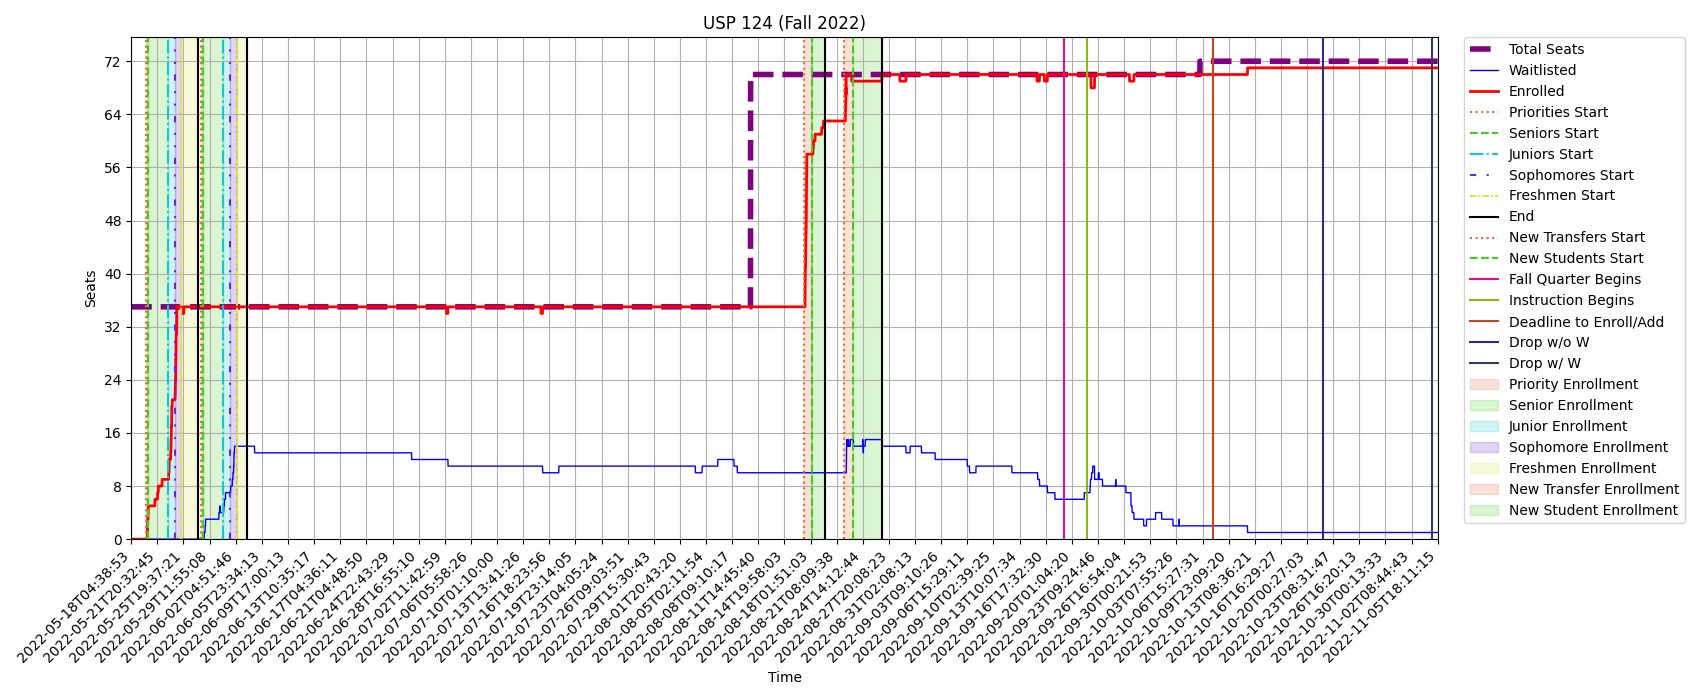 USP 124 (Fall 2022)
Seats
72
64
56
48
40
32
24
16
8
0
2022-05-18T04:38:53
2022-05-21T20:32:45
2022-05-25T19:37:21
2022-05-29T11:55:08
2022-06-02T04:51:46
2022-06-05T23:34:13
2022-06-09T17:00:13
2022-06-13T10:35:17
2022-06-17T04:36:11
2022-06-21T04:48:50
2022-06-24T22:43:29
2022-06-28T16:55:10
2022-07-02T11:42:59
2022-07-06T05:58:26
2022-07-10T01:10:00
2022-07-13T13:41:26
2022-07-16T18:23:56
2022-07-19T23:14:05
2022-07-23T04:05:24
2022-07-26T09:03:51
2022-07-29T15:30:43
2022-08-01T20:43:20
2022-08-05T02:11:54
2022-08-08T09:10:17
2022-08-11T14:45:40
2022-08-14T19:58:03
2022-08-18T01:51:03
2022-08-21T08:09:38
2022-08-24T14:12:44
2022-08-27T20:08:23
2022-08-31T02:08:13
2022-09-03T09:10:26
2022-09-06T15:29:11
2022-09-10T02:39:25
2022-09-13T10:07:34
2022-09-16T17:32:30
2022-09-20T01:04:20
2022-09-23T09:24:46
2022-09-26T16:54:04
2022-09-30T00:21:53
2022-10-03T07:55:26
2022-10-06T15:27:31
2022-10-09T23:09:20
2022-10-13T08:36:21
2022-10-16T16:29:27
2022-10-20T00:27:03
2022-10-23T08:31:47
2022-10-26T16:20:13
2022-10-30T00:13:33
2022-11-02T08:44:43
2022-11-05T18:11:15
Time
Total Seats
Waitlisted
Enrolled
Priorities Start
Seniors Start
Juniors Start
Sophomores Start
Freshmen Start
End
New Transfers Start
New Students Start
Fall Quarter Begins
Instruction Begins
Deadline to Enroll/Add
Drop w/o W
Drop w/ W
Priority Enrollment
Senior Enrollment
Junior Enrollment
Sophomore Enrollment
Freshmen Enrollment
New Transfer Enrollment
New Student Enrollment